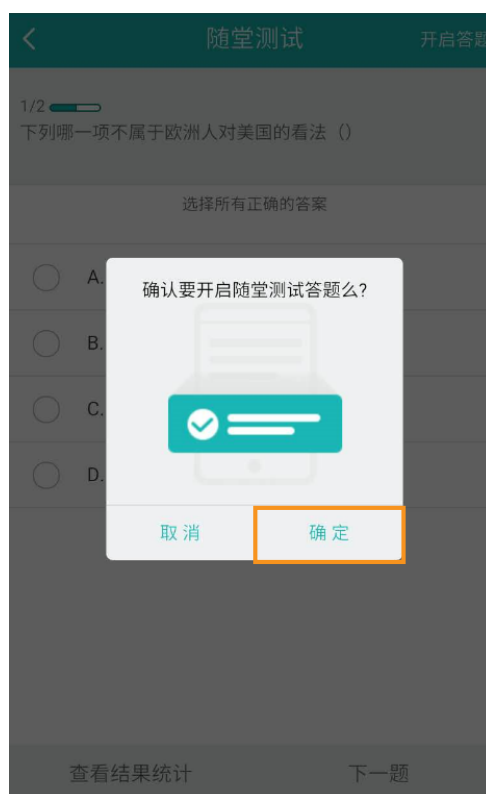 随堂测试 开启答题
1/2
下列哪一项不属于欧洲人对美国的看法（）
选择所有正确的答案
确认要开启随堂测试答题么?
A.
B.
C.
D.
取消 确定
查看结果统计 下一题